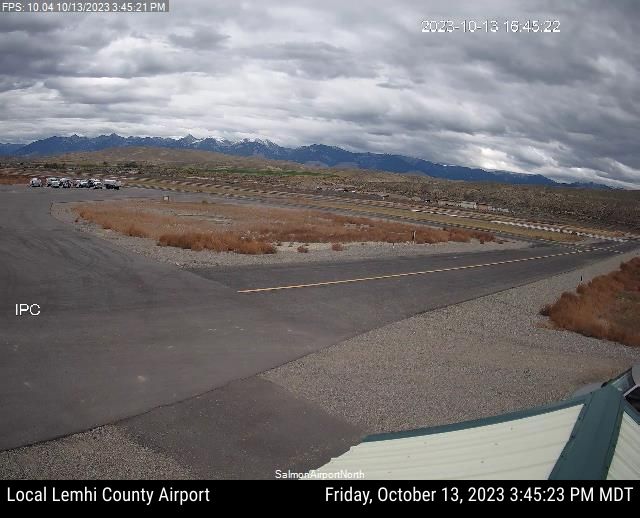 FPS: 10.04 10/13/2023 3:45:21 PM
2023-10-13 16:45:22
IPC
SalmonAirportNorth
Local Lemhi County Airport
Friday, October 13, 2023 3:45:23 PM MDT